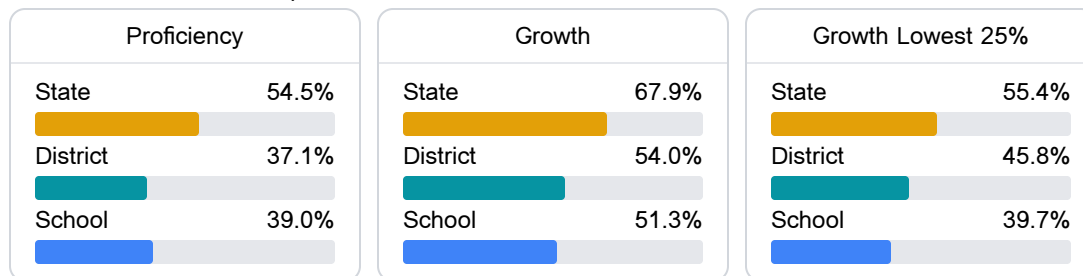 Proficiency
State 54.5%
District 37.1%
School 39.0%
Growth
State 67.9%
District 54.0%
School 51.3%
Growth Lowest 25%
State 55.4%
District 45.8%
School 39.7%